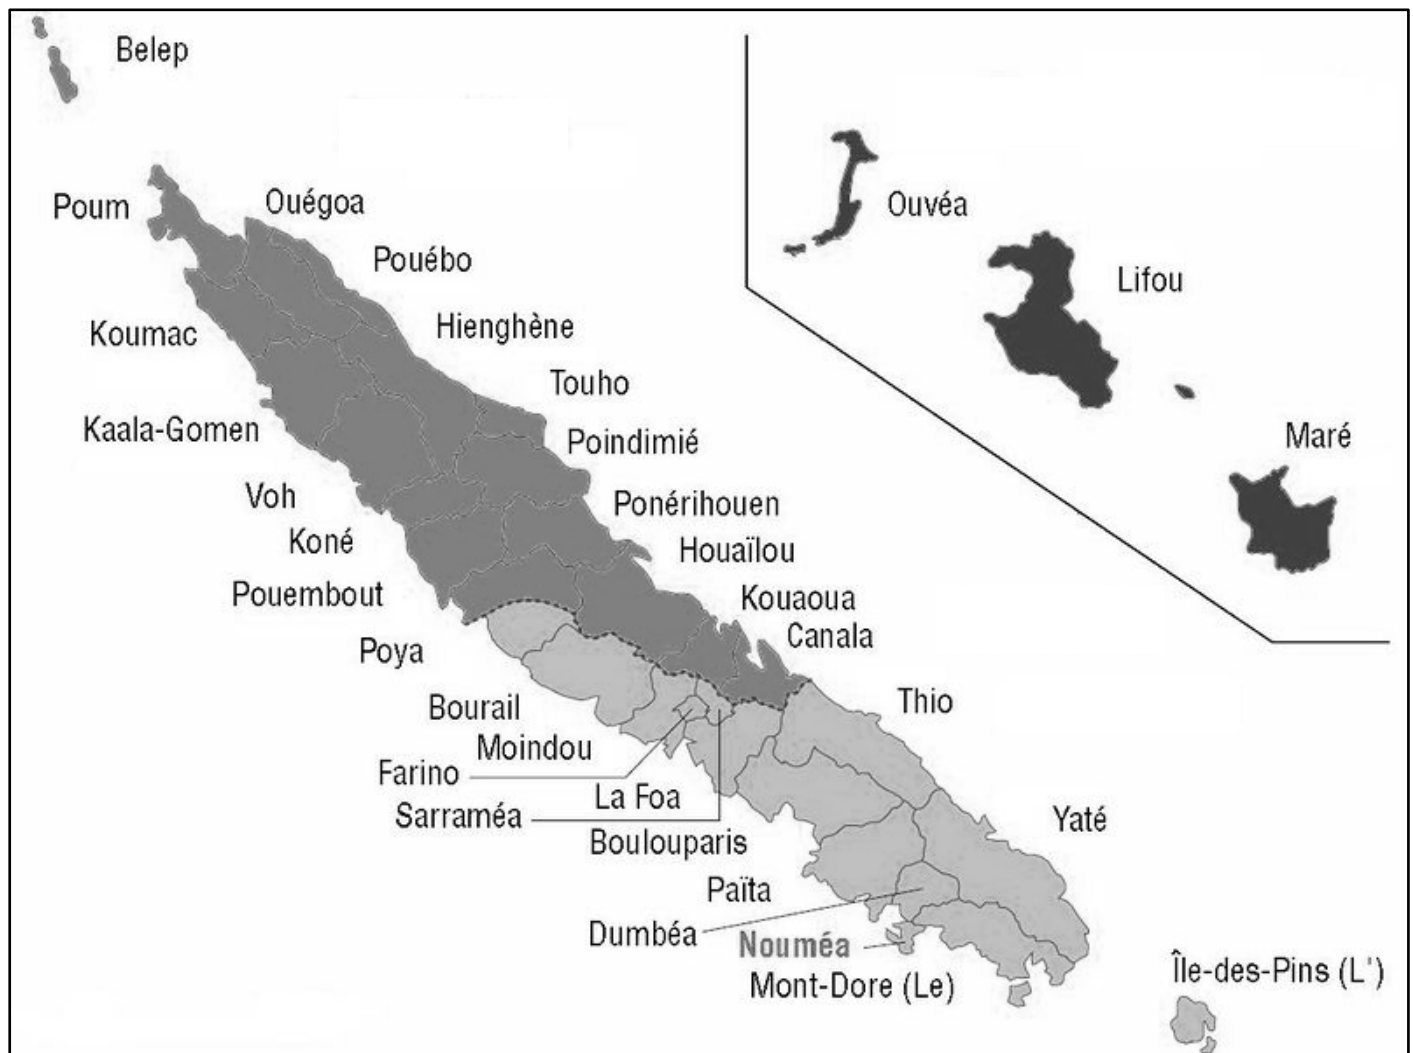 Belep
Poum
Ouégoa
Ouvéa
Pouébo
Lifou
Koumac
Hienghène
Touho
Kaala-Gomen
Poindimié
Maré
Voh
Ponérihouen
Koné
Houaïlou
Pouembout
Kouaoua
Canala
Poya
Thio
Bourail
Moindou
Farino
La Foa
Sarraméa
Yaté
Boulouparis
Païta
Dumbéa
Nouméa
Mont-Dore (Le)
Île-des-Pins (L')